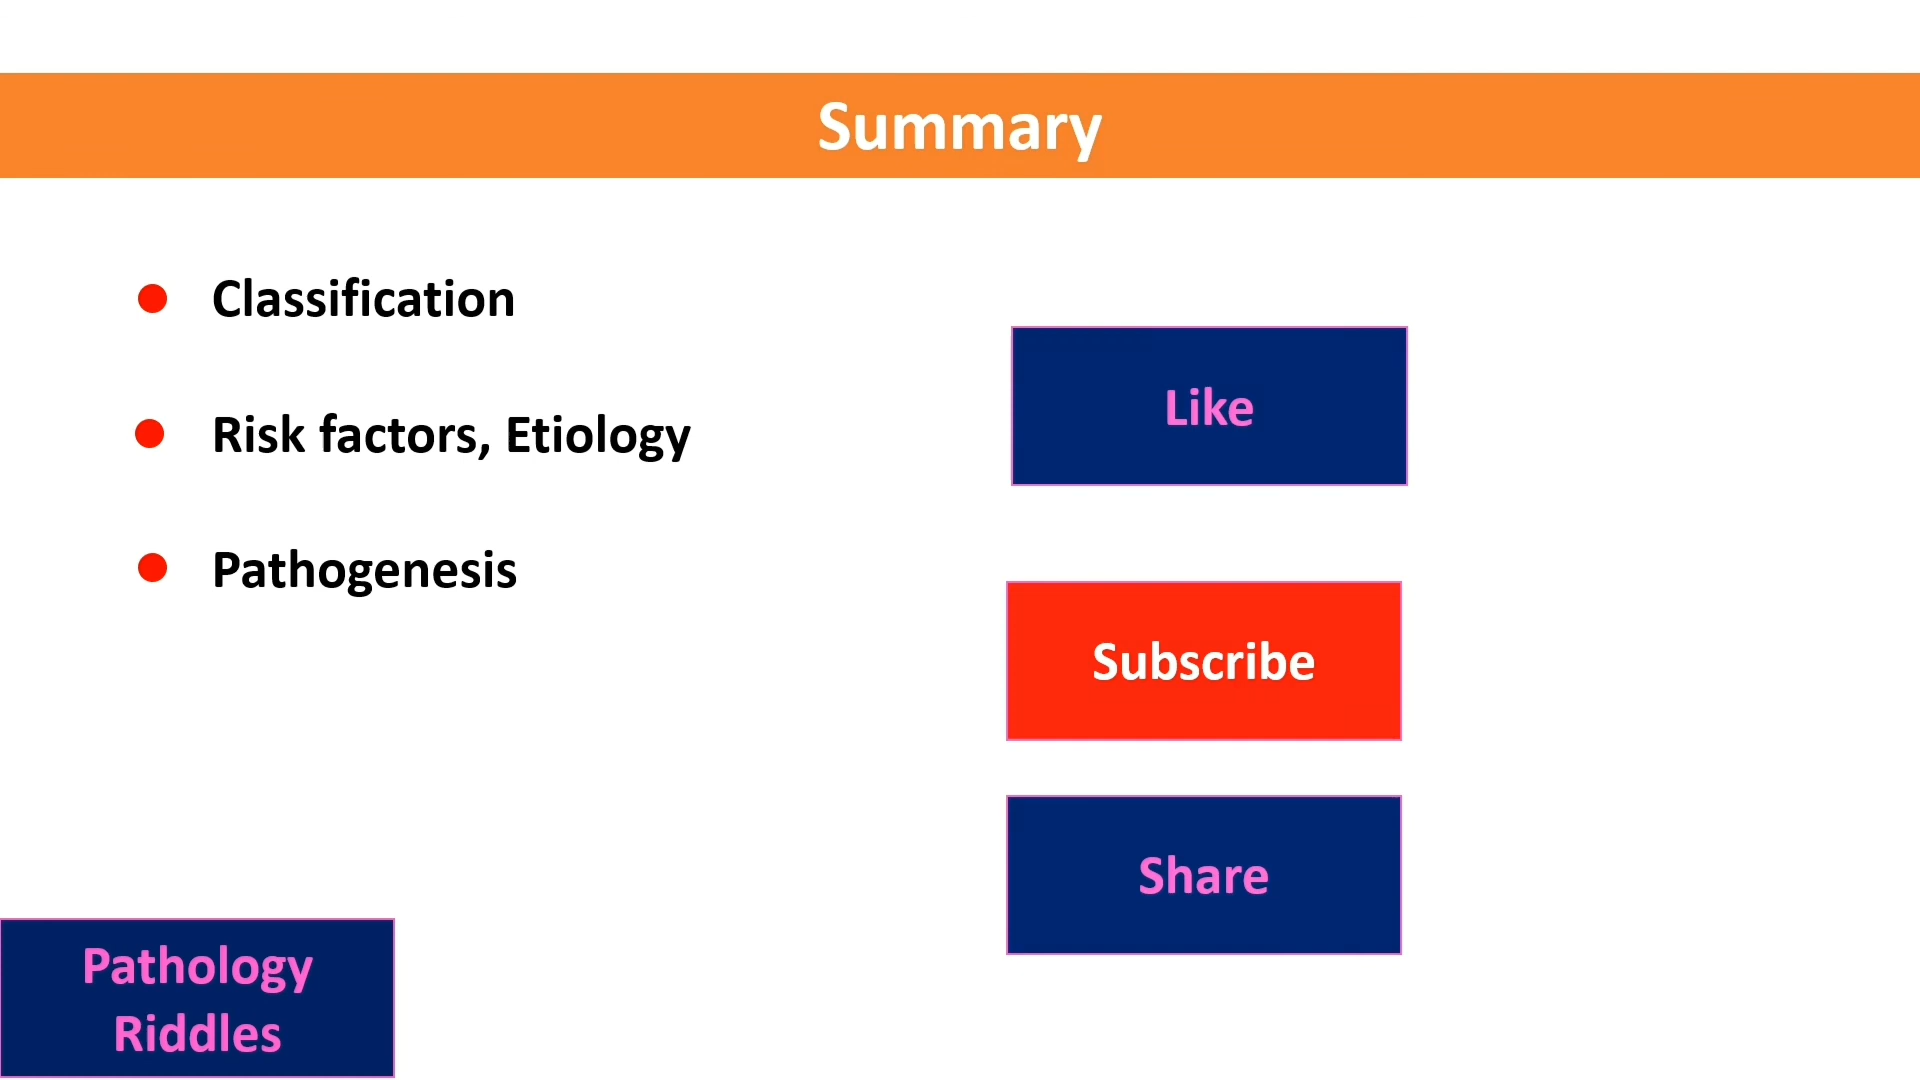 Summary
Classification
Risk factors, Etiology
Pathogenesis
Like
Subscribe
Share
Pathology
Riddles